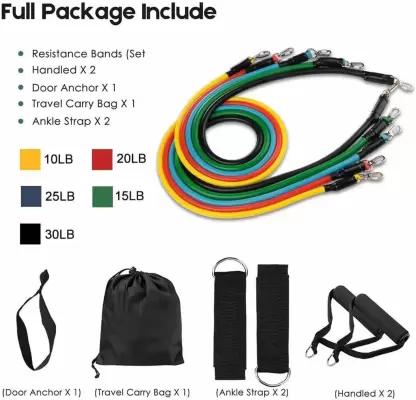 Full Package Include
Resistance Bands (Set
Handled X 2
Door Anchor X 1
Travel Carry Bag X 1
Ankle Strap X 2
10LB
20LB
25LB
15LB
30LB
(Door Anchor X 1)
(Travel Carry Bag X 1)
(Ankle Strap X 2)
(Handled X 2)